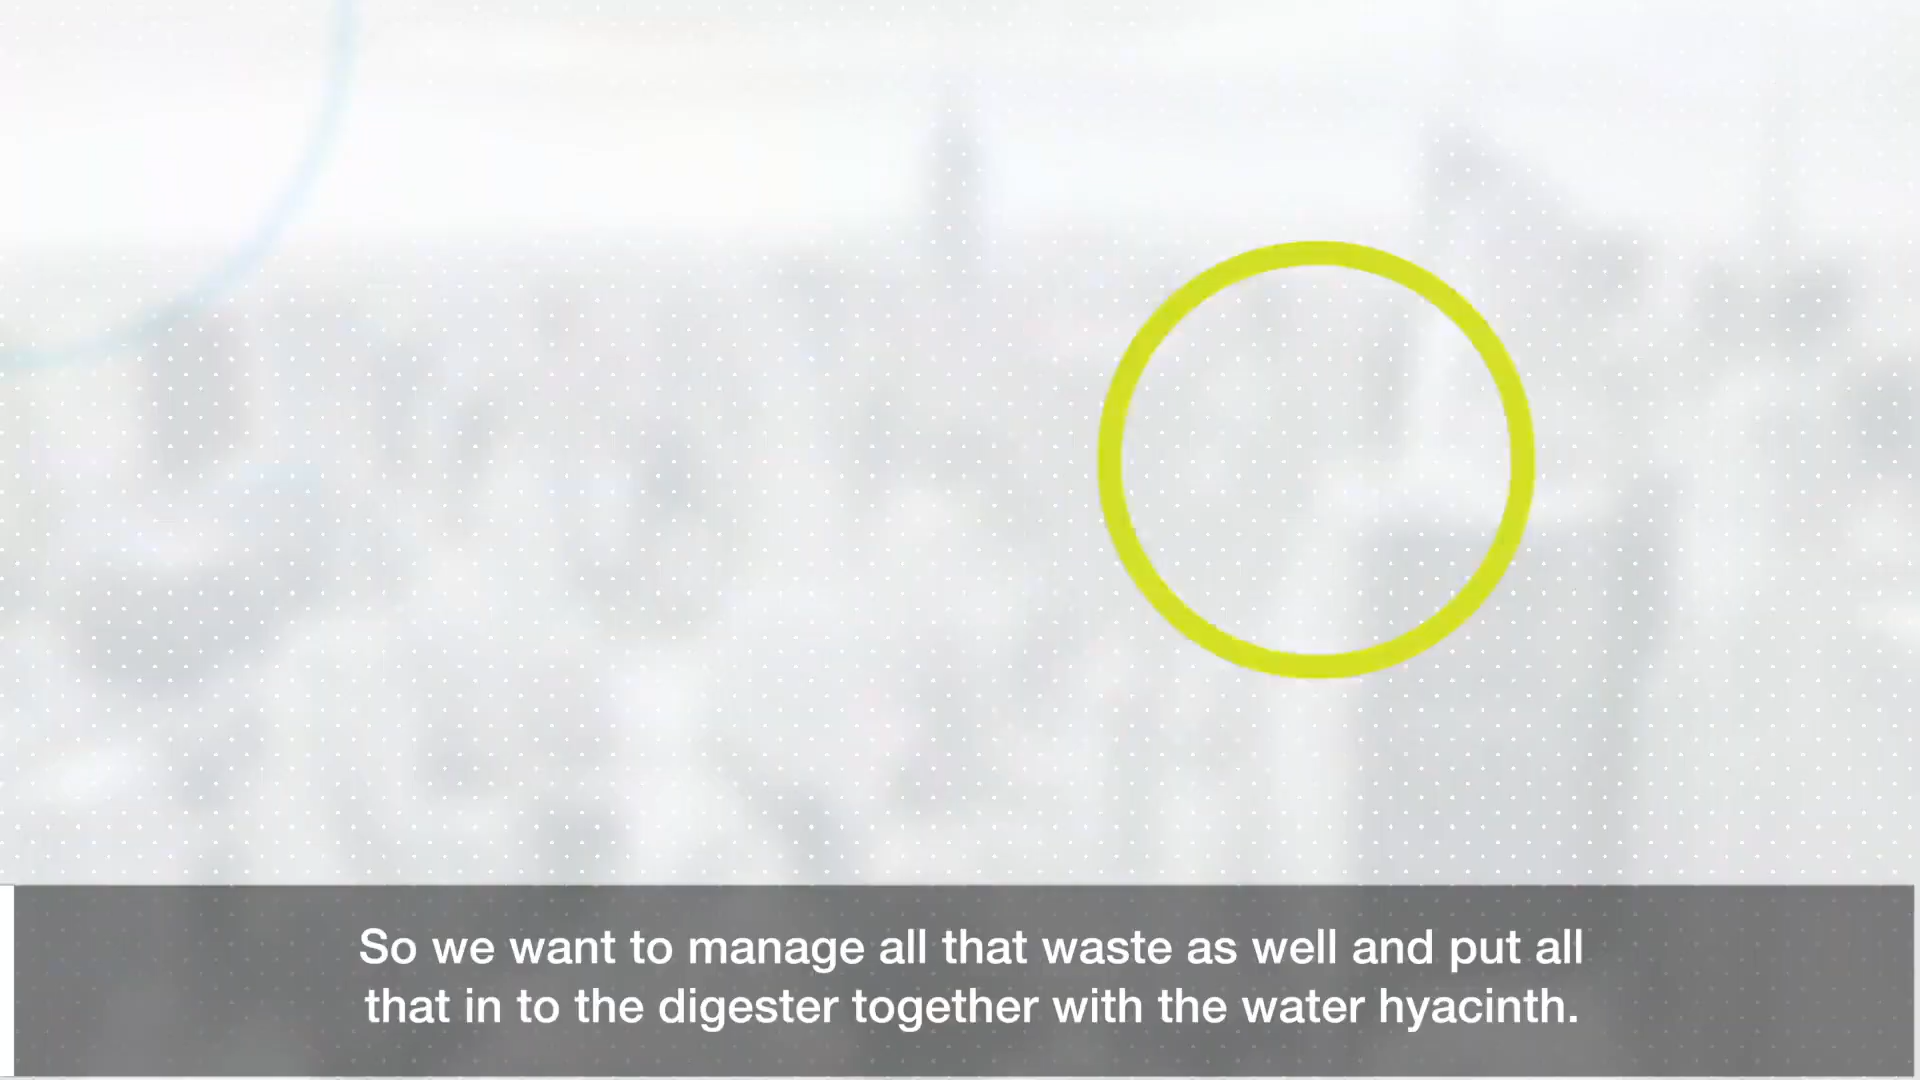 So we want to manage all that waste as well and put all
that in to the digester together with the water hyacinth.